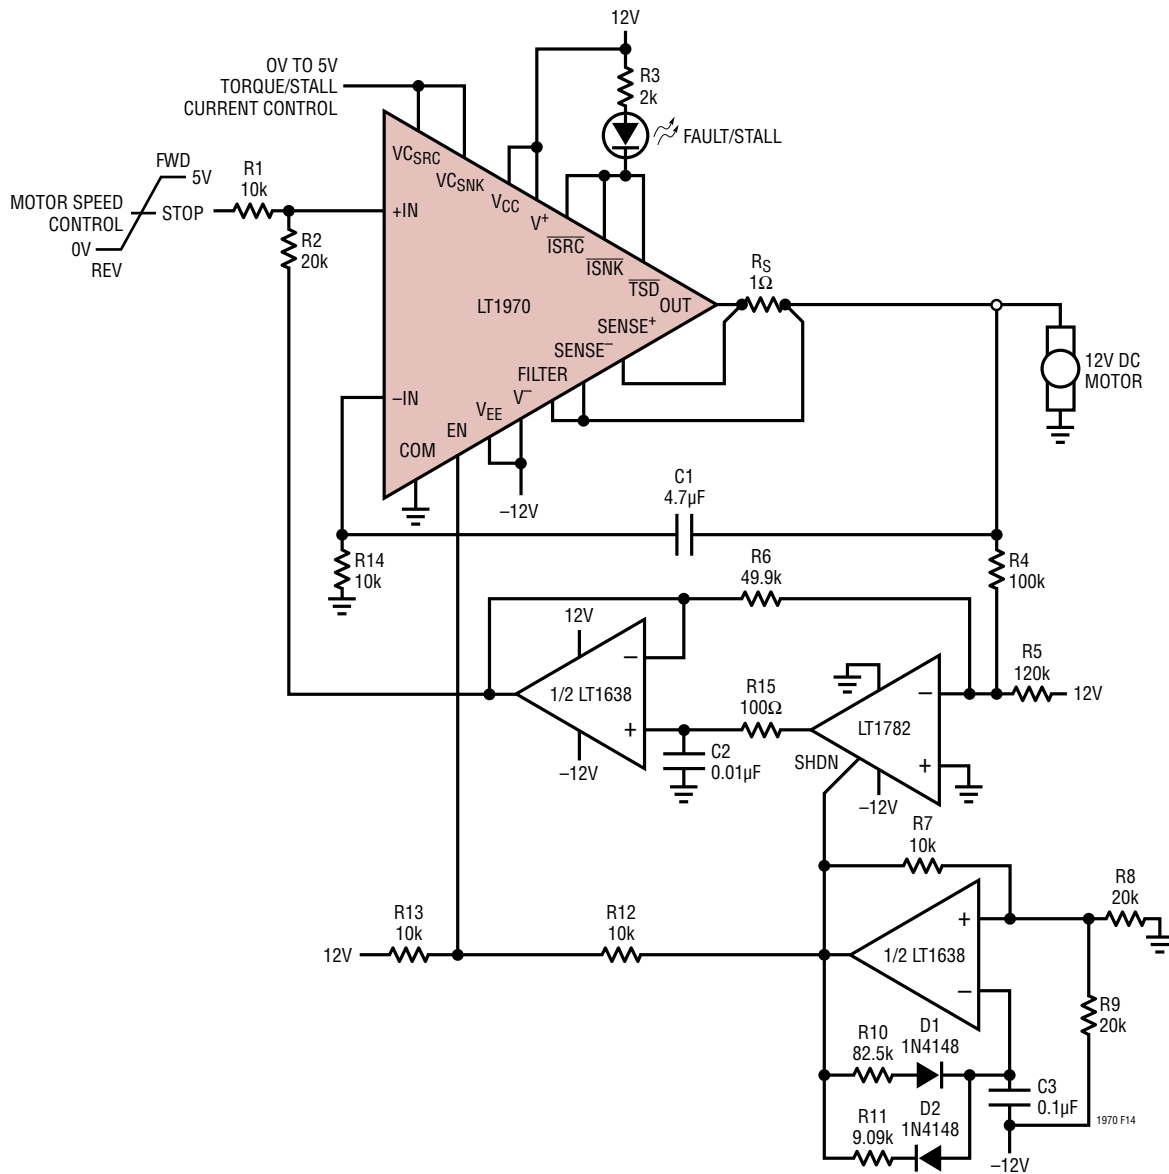 12V
R3
2k
FAULT/STALL
0V TO 5V
TORQUE/STALL
CURRENT CONTROL
VCSRC
VCSNK
VCC
V+
ISRC
ISNK
TSD
OUT
FWD
5V
MOTOR SPEED
CONTROL
STOP
0V
REV
R1
10k
R2
20k
+IN
LT1970
SENSE+
SENSE–
FILTER
V–
VEE
EN
COM
–IN
RS
1Ω
12V DC
MOTOR
–12V
C1
4.7µF
R14
10k
R4
100k
R6
49.9k
12V
1/2 LT1638
–
+
–12V
R15
100Ω
C2
0.01µF
LT1782
–
+
SHDN
–12V
R5
120k
12V
R7
10k
R8
20k
R13
10k
R12
10k
12V
1/2 LT1638
+
–
R9
20k
R10
82.5k
D1
1N4148
R11
9.09k
D2
1N4148
C3
0.1µF
–12V
1970 F14